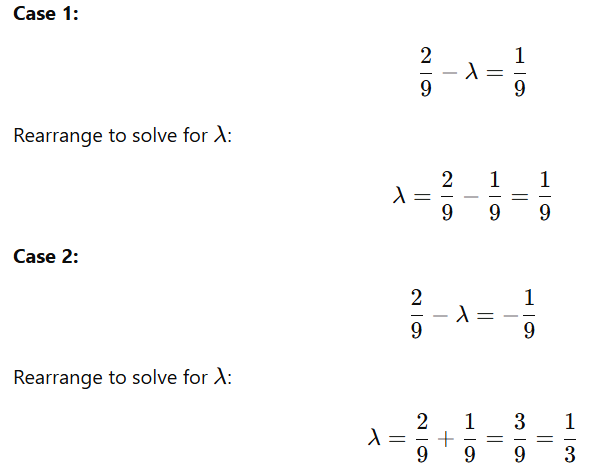 Case 1:
2/9 − λ = 1/9
Rearrange to solve for λ:
λ = 2/9 − 1/9 = 1/9
Case 2:
2/9 − λ = −1/9
Rearrange to solve for λ:
λ = 2/9 + 1/9 = 3/9 = 1/3